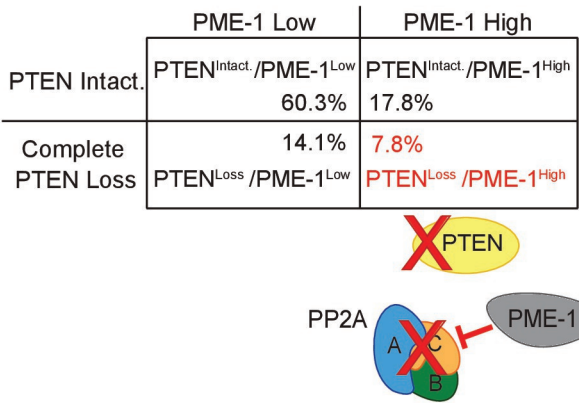 PME-1 Low PME-1 High
PTEN Intact. PTENIntact./PME-1Low PTENIntact./PME-1High
60.3% 17.8%
Complete 14.1% 7.8%
PTEN Loss PTENLoss /PME-1Low PTENLoss /PME-1High
PTEN
PP2A PME-1
A C
B